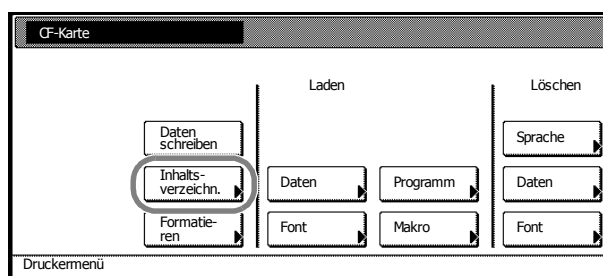 CF-Karte
Laden
Löschen
Daten
schreiben
Sprache
Inhalts-
verzeichn.
Daten
Programm
Daten
Formatie-
ren
Font
Makro
Font
Druckermenü